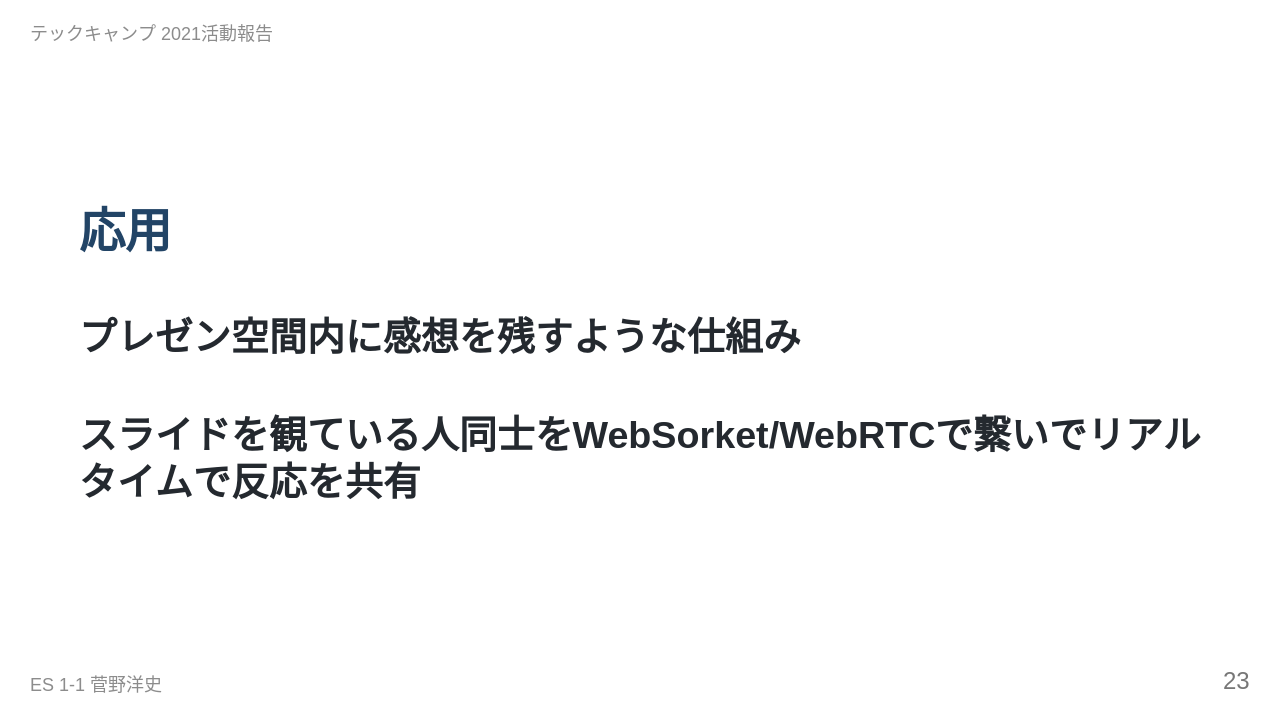 テックキャンプ 2021活動報告
応用
プレゼン空間内に感想を残すような仕組み
スライドを観ている人同士をWebSorket/WebRTCで繋いでリアル
タイムで反応を共有
ES 1-1 菅野洋史
23